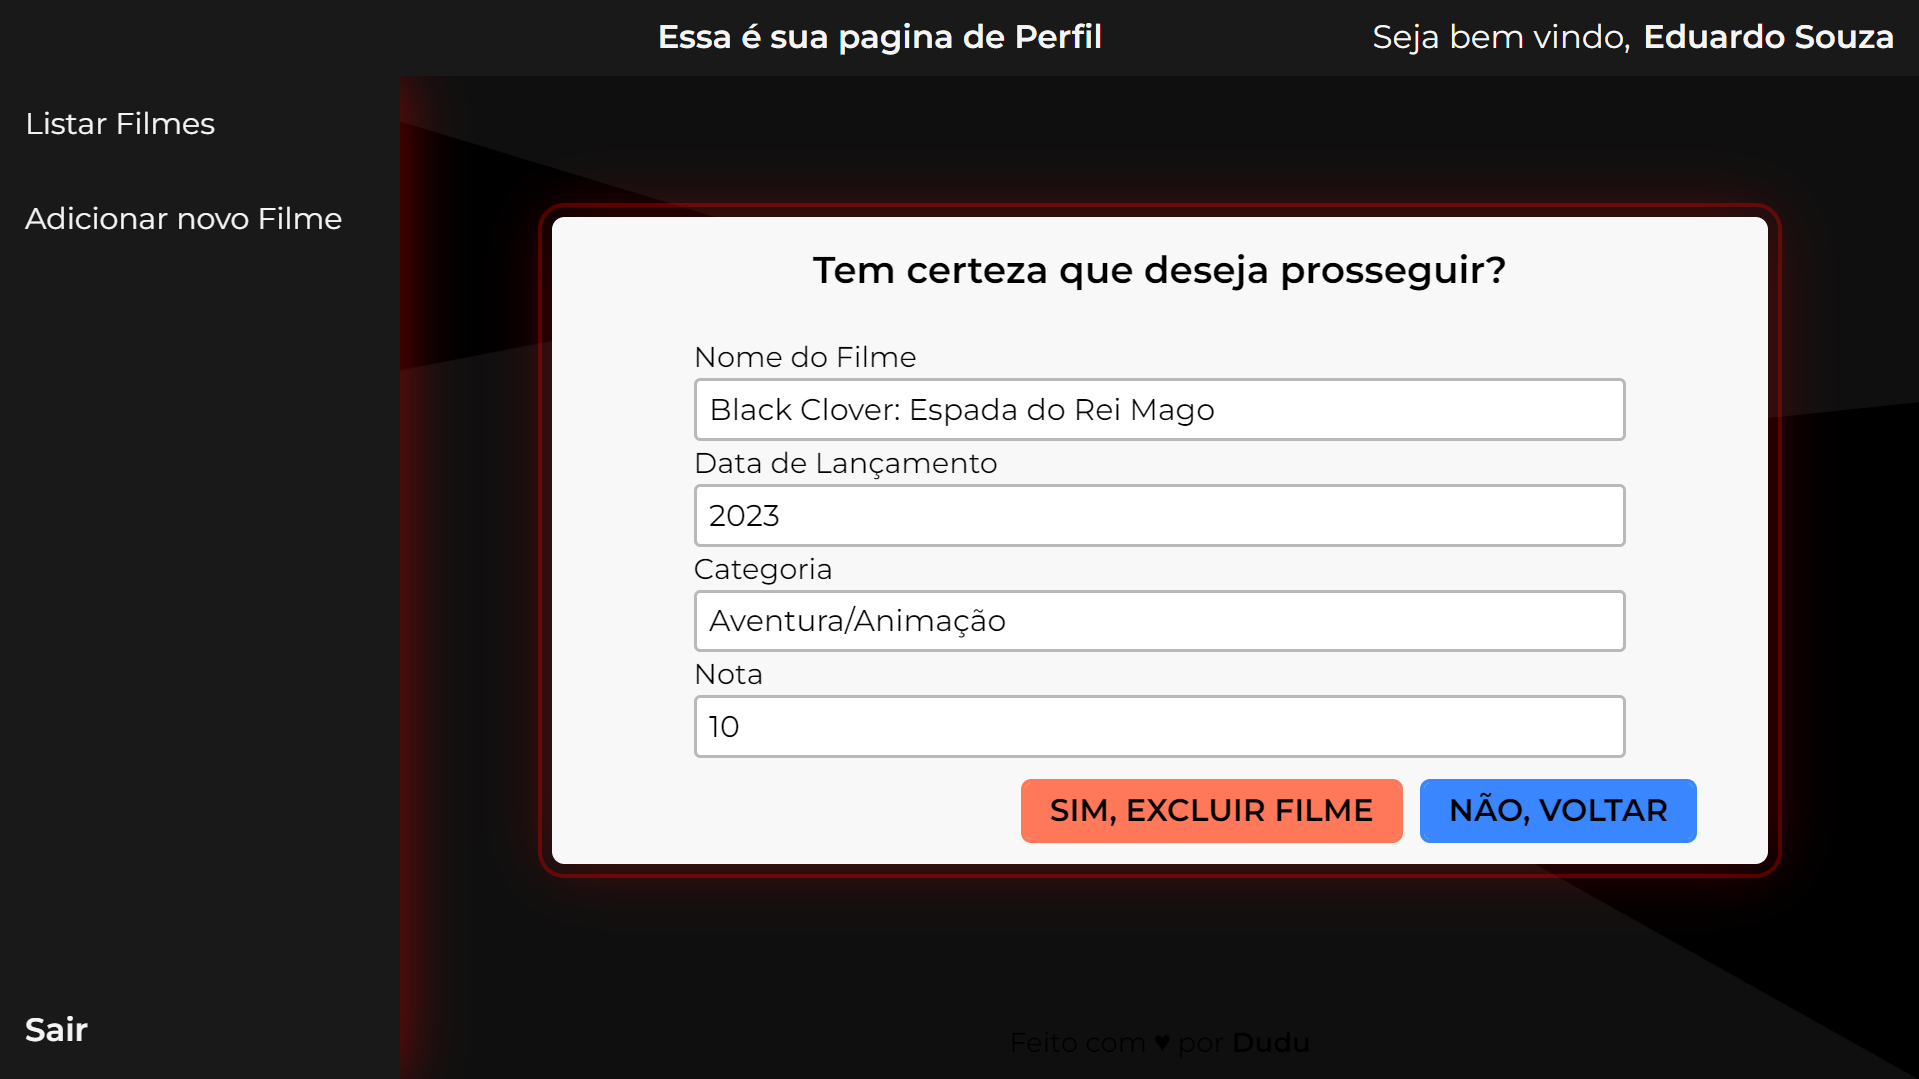 Essa é sua pagina de Perfil
Seja bem vindo, Eduardo Souza
Listar Filmes
Adicionar novo Filme
Sair
Tem certeza que deseja prosseguir?
Nome do Filme
Black Clover: Espada do Rei Mago
Data de Lançamento
2023
Categoria
Aventura/Animação
Nota
10
SIM, EXCLUIR FILME
NÃO, VOLTAR
Feito com ♥ por Dudu